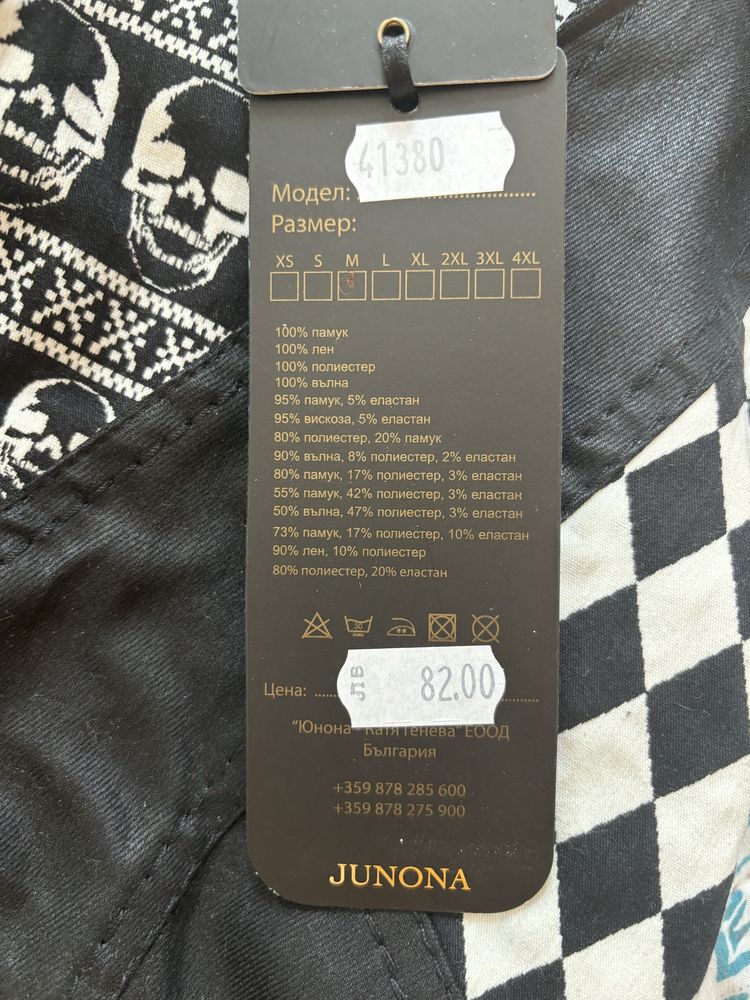 41380
Модел:
Размер:
XS S M L XL 2XL 3XL 4XL
100% памук
100% лен
100% полиестер
100% вълна
95% памук, 5% еластан
95% вискоза, 5% еластан
80% полиестер, 20% памук
90% вълна, 8% полиестер, 2% еластан
80% памук, 17% полиестер, 3% еластан
55% памук, 42% полиестер, 3% еластан
50% вълна, 47% полиестер, 3% еластан
73% памук, 17% полиестер, 10% еластан
90% лен, 10% полиестер
80% полиестер, 20% еластан
30
Цена: ..... ЛВ 82.00
"Юнона - Катя Генева" ЕООД
България
+359 878 285 600
+359 878 275 900
JUNONA